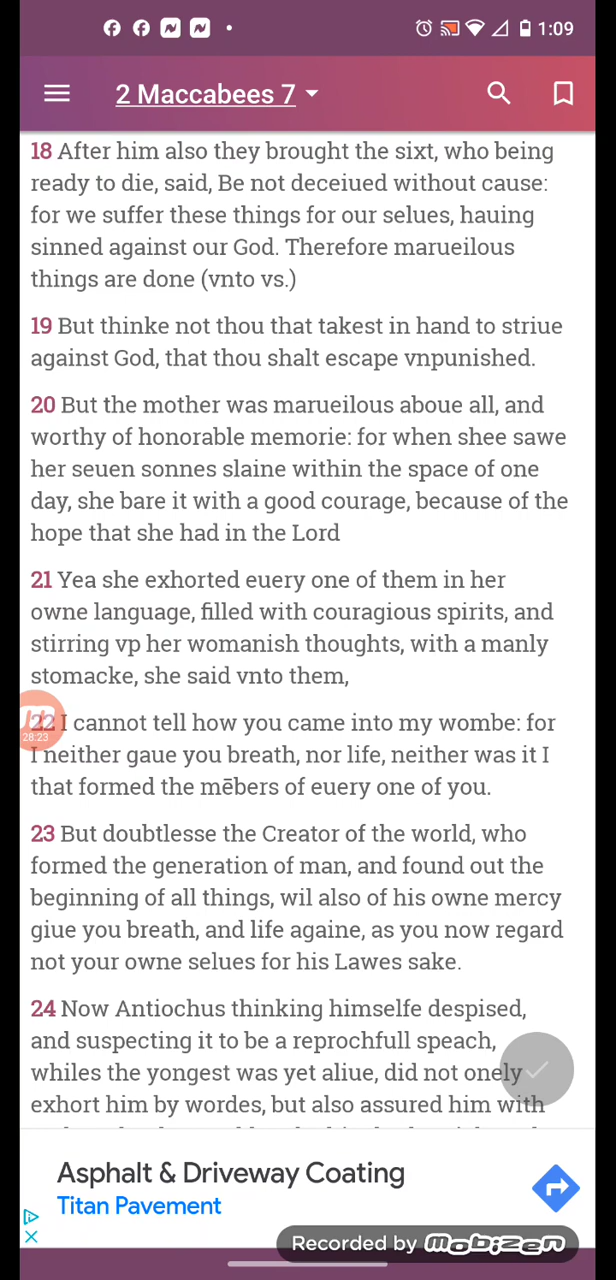 1:09
2 Maccabees 7
18 After him also they brought the sixt, who being
ready to die, said, Be not deceiued without cause:
for we suffer these things for our selues, hauing
sinned against our God. Therefore marueilous
things are done (vnto vs.)
19 But thinke not thou that takest in hand to striue
against God, that thou shalt escape vnpunished.
20 But the mother was marueilous aboue all, and
worthy of honorable memorie: for when shee sawe
her seuen sonnes slaine within the space of one
day, she bare it with a good courage, because of the
hope that she had in the Lord
21 Yea she exhorted euery one of them in her
owne language, filled with couragious spirits, and
stirring vp her womanish thoughts, with a manly
stomacke, she said vnto them,
22 I cannot tell how you came into my wombe: for
28:23
I neither gaue you breath, nor life, neither was it I
that formed the mēbers of euery one of you.
23 But doubtlesse the Creator of the world, who
formed the generation of man, and found out the
beginning of all things, wil also of his owne mercy
giue you breath, and life againe, as you now regard
not your owne selues for his Lawes sake.
24 Now Antiochus thinking himselfe despised,
and suspecting it to be a reprochfull speach,
whiles the yongest was yet aliue, did not onely
exhort him by wordes, but also assured him with
Asphalt & Driveway Coating
Titan Pavement
Recorded by mobizen